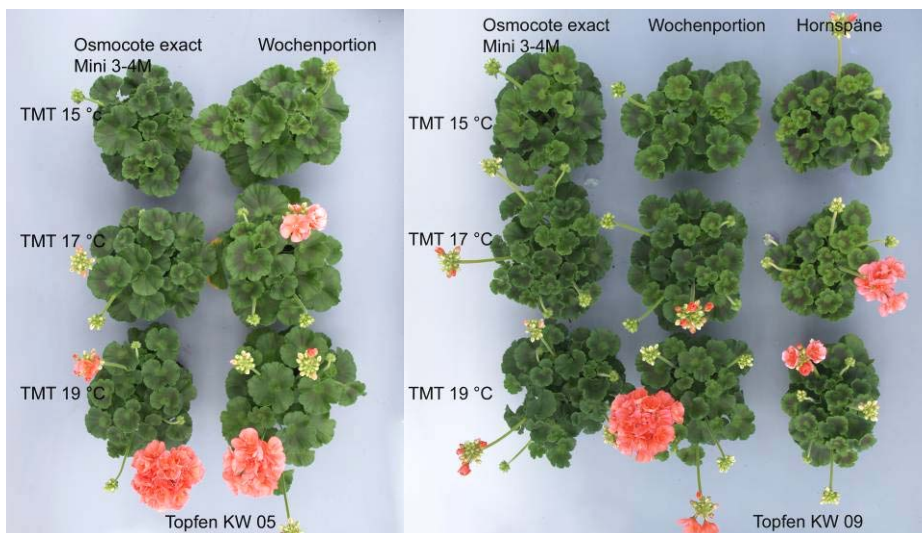 Osmocote exact
Mini 3-4M
Wochenportion
TMT 15 °C
TMT 17 °C
TMT 19 °C
Topfen KW 05
Osmocote exact
Mini 3-4M
Wochenportion
Hornspäne
TMT 15 °C
TMT 17 °C
TMT 19 °C
Topfen KW 09